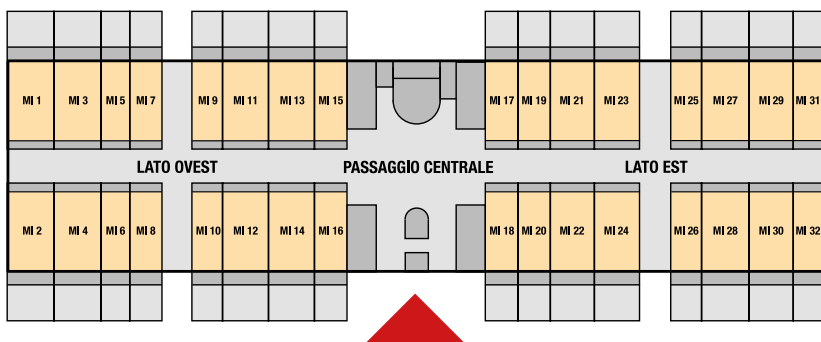 MI 1 MI 3 MI 5 MI 7 MI 9 MI 11 MI 13 MI 15 MI 17 MI 19 MI 21 MI 23 MI 25 MI 27 MI 29 MI 31
LATO OVEST PASSAGGIO CENTRALE LATO EST
MI 2 MI 4 MI 6 MI 8 MI 10 MI 12 MI 14 MI 16 MI 18 MI 20 MI 22 MI 24 MI 26 MI 28 MI 30 MI 32